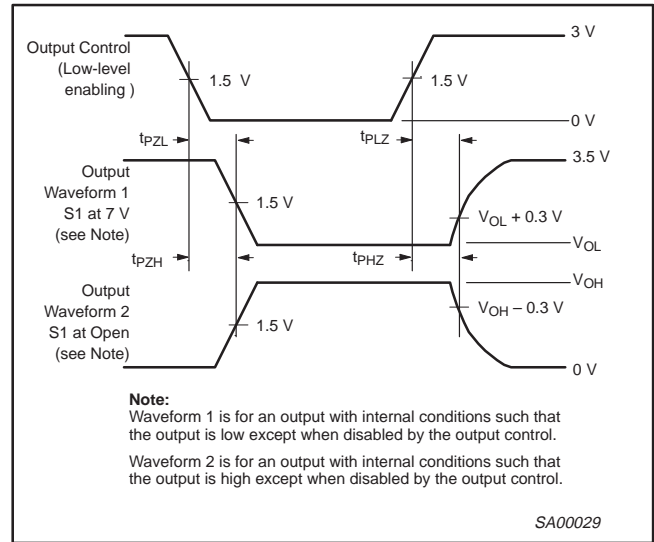 3 V
Output Control
(Low-level
enabling )
1.5 V
1.5 V
0 V
tPZL
tPLZ
3.5 V
Output
Waveform 1
S1 at 7 V
(see Note)
1.5 V
VOL + 0.3 V
VOL
tPZH
tPHZ
VOH
Output
Waveform 2
S1 at Open
(see Note)
1.5 V
VOH – 0.3 V
0 V
Note:
Waveform 1 is for an output with internal conditions such that
the output is low except when disabled by the output control.
Waveform 2 is for an output with internal conditions such that
the output is high except when disabled by the output control.
SA00029